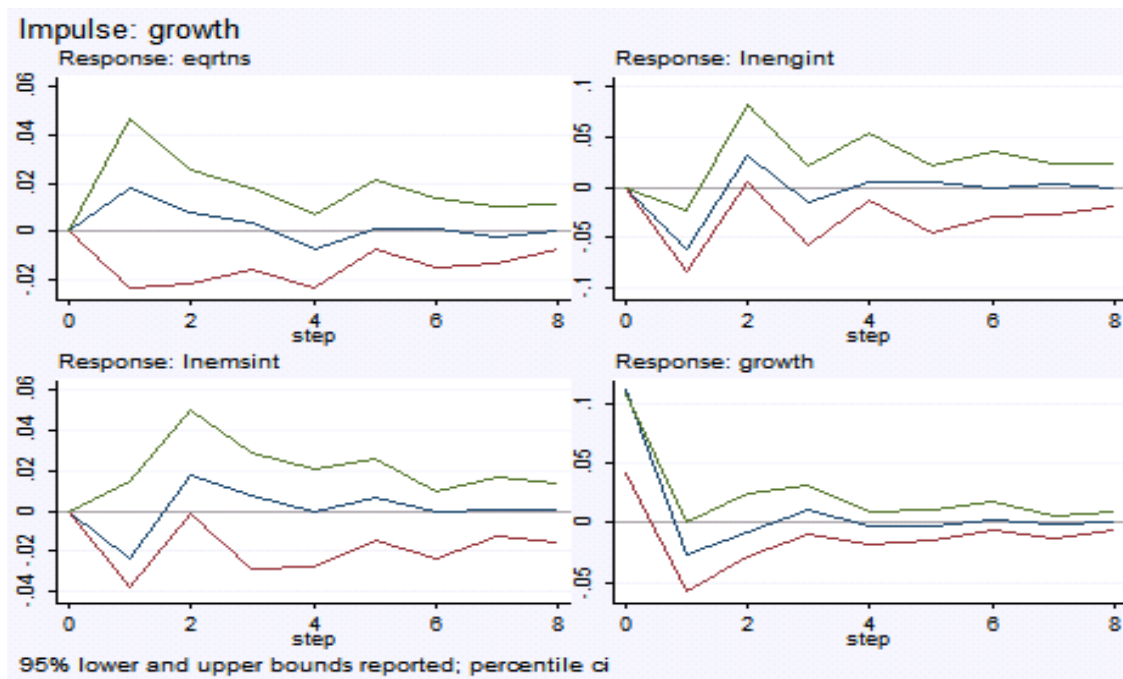 Impulse: growth
Response: eqrtns
.06
.04
.02
0
-.02
0 2 4 6 8
step
Response: lnengint
.1
.05
0
-.05
-.1
0 2 4 6 8
step
Response: lnemsint
.06
.04
.02
0
-.02
-.04
0 2 4 6 8
step
Response: growth
.1
.05
0
-.05
0 2 4 6 8
step
95% lower and upper bounds reported; percentile ci